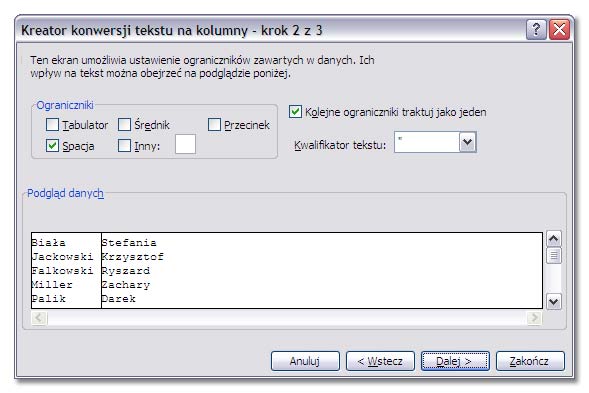 Kreator konwersji tekstu na kolumny - krok 2 z 3
Ten ekran umożliwia ustawienie ograniczników zawartych w danych. Ich
wpływ na tekst można obejrzeć na podglądzie poniżej.
Ograniczniki
Tabulator Średnik Przecinek
Spacja Inny:
Kolejne ograniczniki traktuj jako jeden
Kwalifikator tekstu: "
Podgląd danych
Biała Stefania
Jackowski Krzysztof
Falkowski Ryszard
Miller Zachary
Palik Darek
Anuluj < Wstecz Dalej > Zakończ